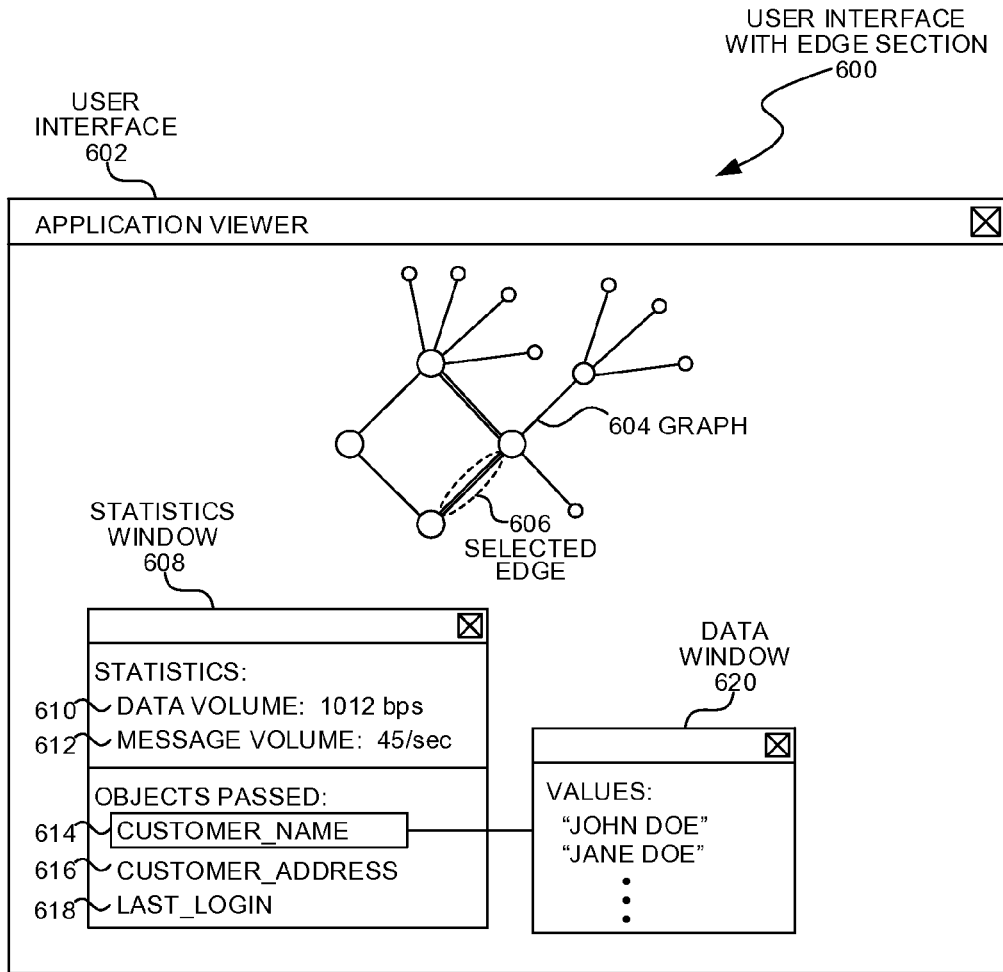 USER INTERFACE
WITH EDGE SECTION
600
USER
INTERFACE
602
APPLICATION VIEWER
604 GRAPH
606
SELECTED
EDGE
STATISTICS
WINDOW
608
STATISTICS:
610 DATA VOLUME: 1012 bps
612 MESSAGE VOLUME: 45/sec
OBJECTS PASSED:
614 CUSTOMER_NAME
616 CUSTOMER_ADDRESS
618 LAST_LOGIN
DATA
WINDOW
620
VALUES:
“JOHN DOE”
“JANE DOE”